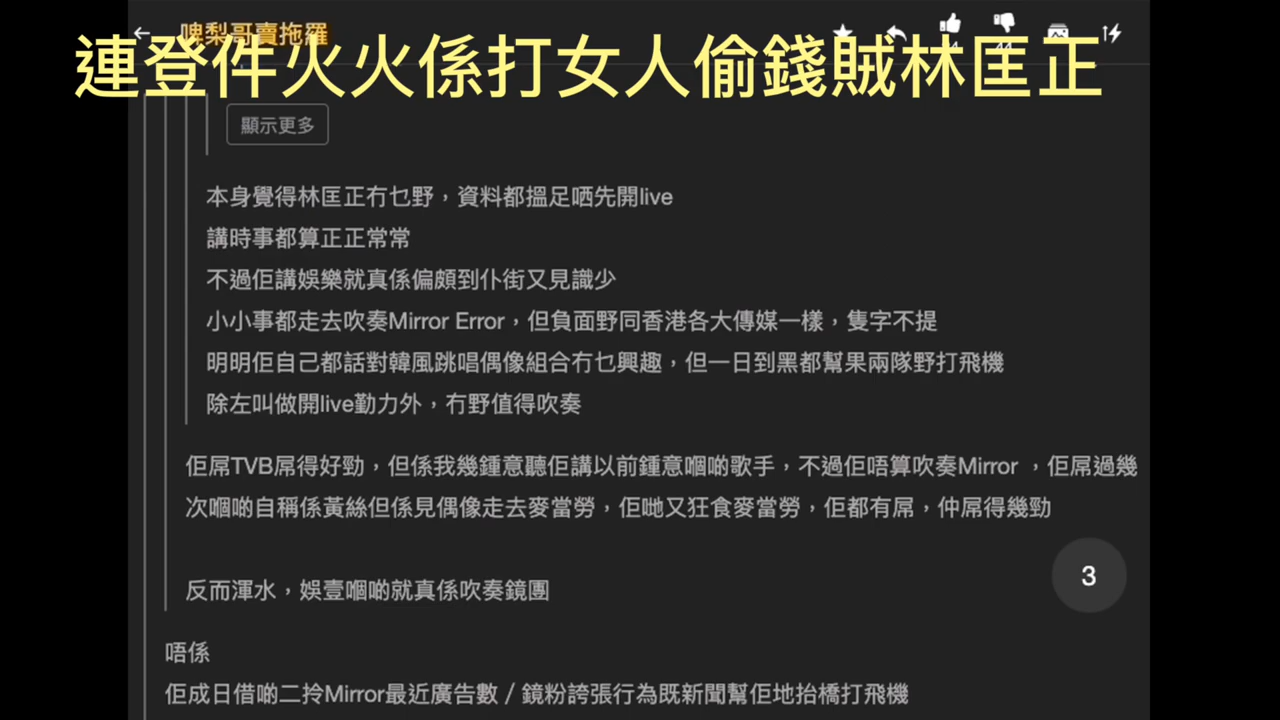 啤梨哥賣拖羅
連登件火火係打女人偷錢賊林匡正
顯示更多
本身覺得林匡正冇乜野，資料都搵足哂先開live
講時事都算正正常常
不過佢講娛樂就真係偏頗到仆街又見識少
小小事都走去吹奏Mirror Error，但負面野同香港各大傳媒一樣，隻字不提
明明佢自己都話對韓風跳唱偶像組合冇乜興趣，但一日到黑都幫果兩隊野打飛機
除左叫做開live勤力外，冇野值得吹奏
佢屌TVB屌得好勁，但係我幾鍾意聽佢講以前鍾意嗰啲歌手，不過佢唔算吹奏Mirror ，佢屌過幾
次嗰啲自稱係黃絲但係見偶像走去麥當勞，佢哋又狂食麥當勞，佢都有屌，仲屌得幾勁
反而渾水，娛壹嗰啲就真係吹奏鏡團
3
唔係
佢成日借啲二拎Mirror最近廣告數 / 鏡粉誇張行為既新聞幫佢地抬橋打飛機